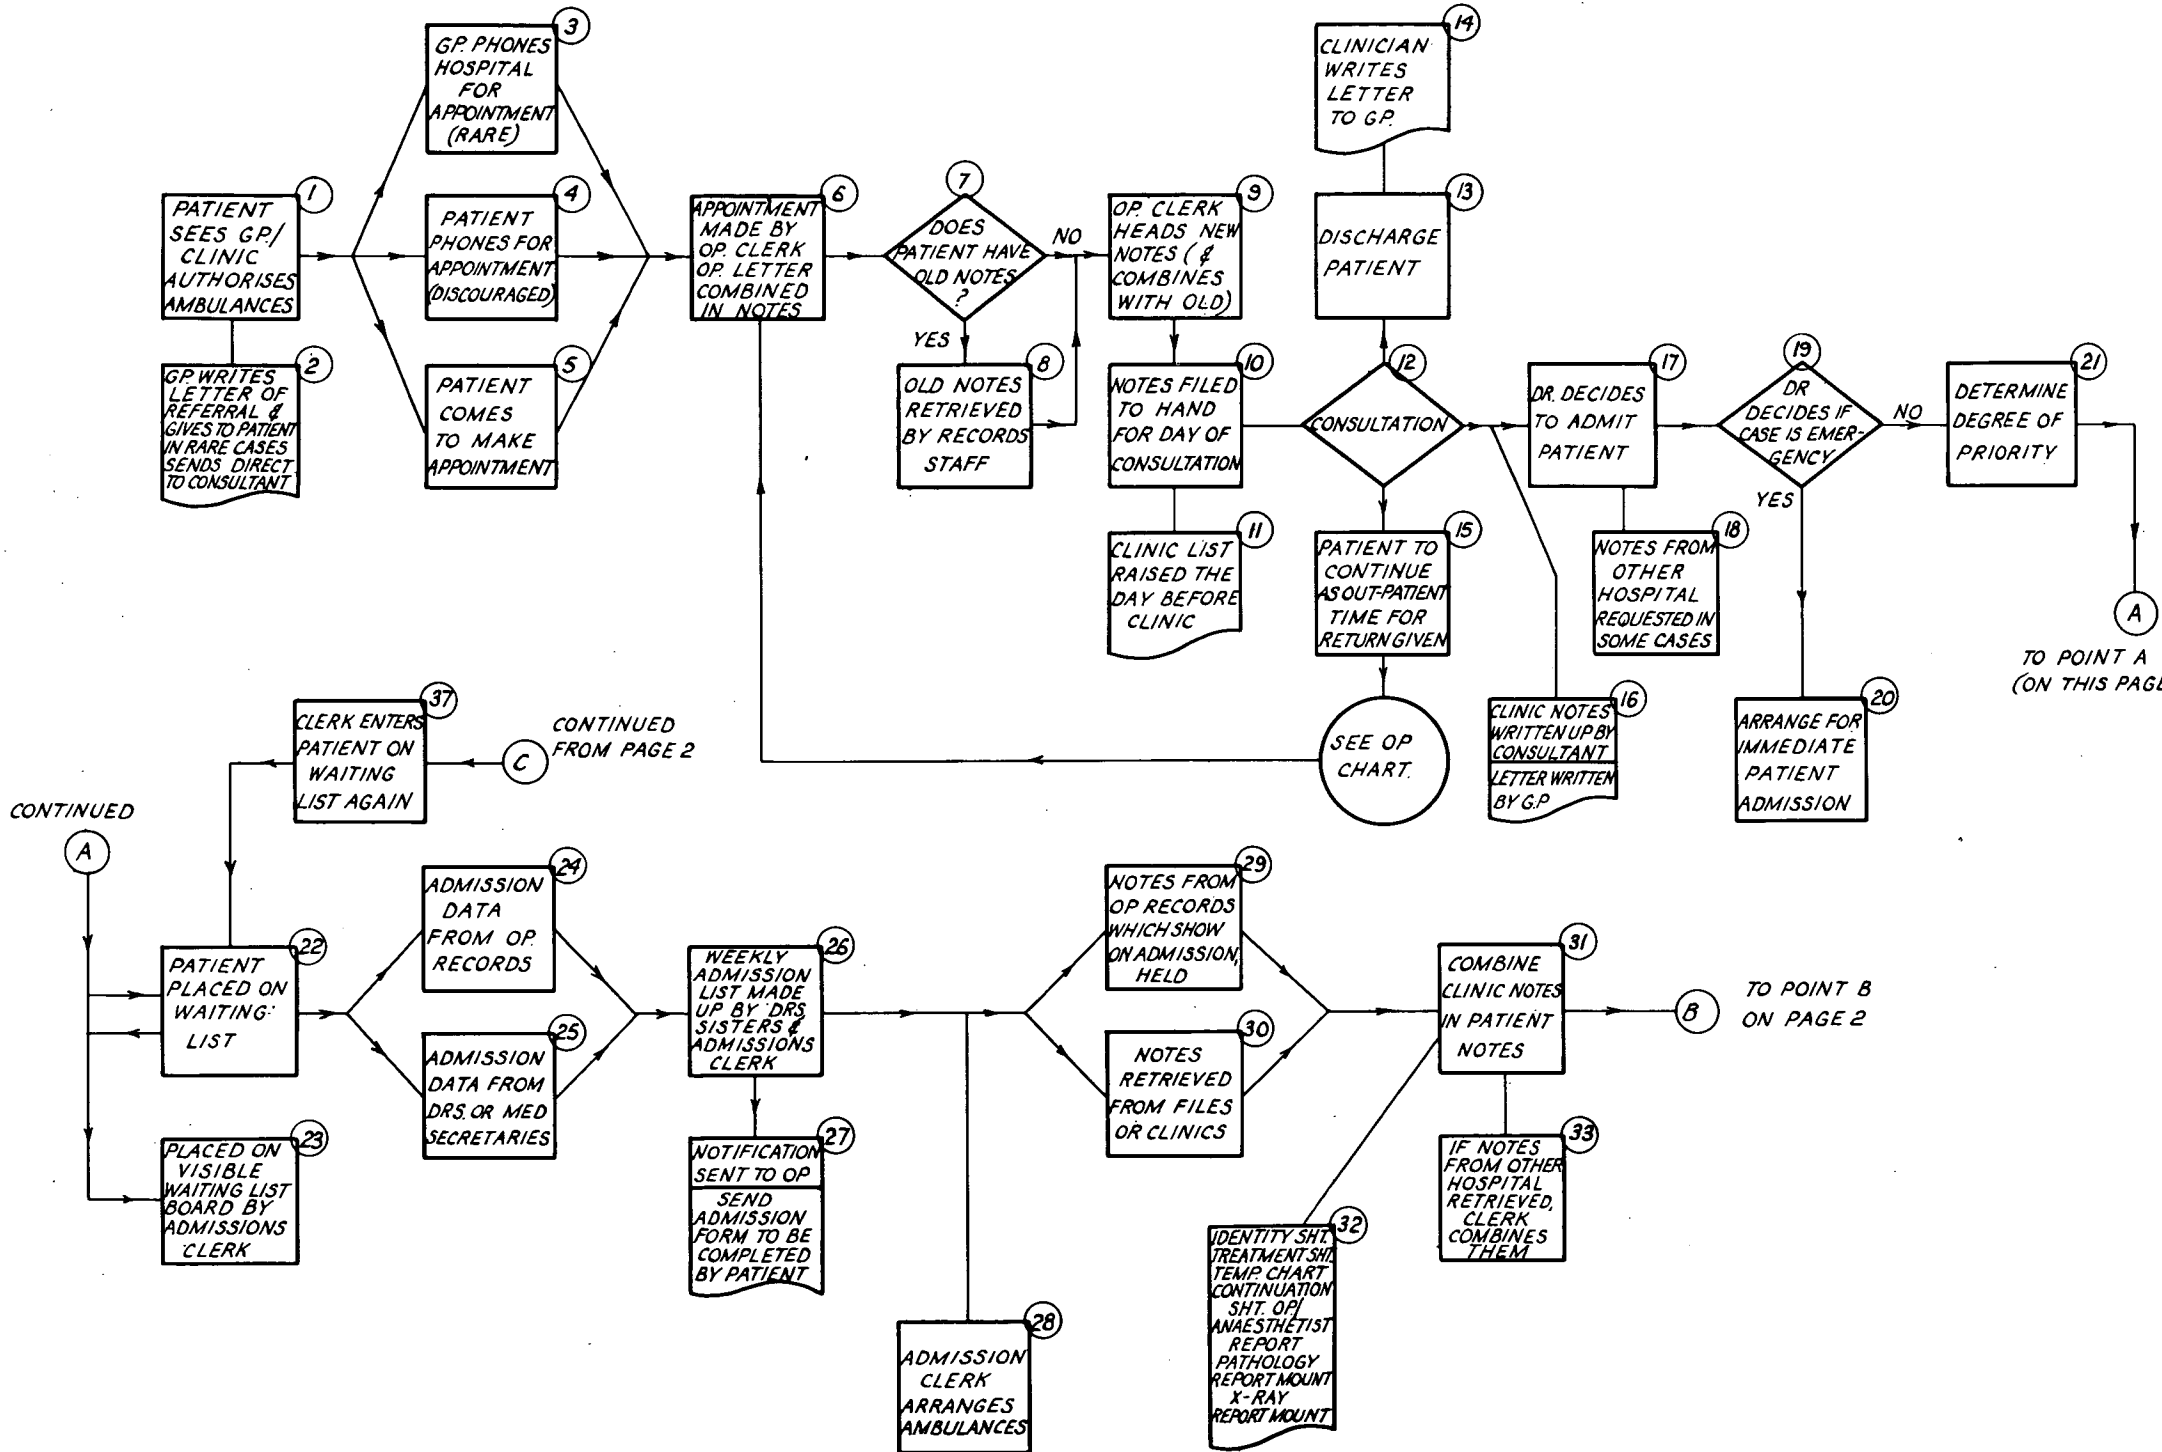 1
PATIENT
SEES GP./
CLINIC
AUTHORISES
AMBULANCES
2
GP. WRITES
LETTER OF
REFERRAL &
GIVES TO PATIENT
IN RARE CASES
SENDS DIRECT
TO CONSULTANT
3
GP. PHONES
HOSPITAL
FOR
APPOINTMENT
(RARE)
4
PATIENT
PHONES FOR
APPOINTMENT
(DISCOURAGED)
5
PATIENT
COMES
TO MAKE
APPOINTMENT
6
APPOINTMENT
MADE BY
OP. CLERK
OP. LETTER
COMBINED
IN NOTES
7
DOES
PATIENT HAVE
OLD NOTES
?
NO
YES
8
OLD NOTES
RETRIEVED
BY RECORDS
STAFF
9
OP. CLERK
HEADS NEW
NOTES (&
COMBINES
WITH OLD)
10
NOTES FILED
TO HAND
FOR DAY OF
CONSULTATION
11
CLINIC LIST
RAISED THE
DAY BEFORE
CLINIC
12
CONSULTATION
13
DISCHARGE
PATIENT
14
CLINICIAN
WRITES
LETTER
TO GP.
15
PATIENT TO
CONTINUE
AS OUT-PATIENT
TIME FOR
RETURN GIVEN
SEE OP
CHART.
16
CLINIC NOTES
WRITTEN UP BY
CONSULTANT
LETTER WRITTEN
BY G.P
17
DR. DECIDES
TO ADMIT
PATIENT
18
NOTES FROM
OTHER
HOSPITAL
REQUESTED IN
SOME CASES
19
DR
DECIDES IF
CASE IS EMER-
GENCY
NO
YES
20
ARRANGE FOR
IMMEDIATE
PATIENT
ADMISSION
21
DETERMINE
DEGREE OF
PRIORITY
A
TO POINT A
(ON THIS PAGE
37
CLERK ENTERS
PATIENT ON
WAITING
LIST AGAIN
C
CONTINUED
FROM PAGE 2
CONTINUED
A
22
PATIENT
PLACED ON
WAITING
LIST
23
PLACED ON
VISIBLE
WAITING LIST
BOARD BY
ADMISSIONS
CLERK
24
ADMISSION
DATA
FROM OP.
RECORDS
25
ADMISSION
DATA FROM
DRS. OR MED
SECRETARIES
26
WEEKLY
ADMISSION
LIST MADE
UP BY DRS.
SISTERS &
ADMISSIONS
CLERK
27
NOTIFICATION
SENT TO OP
SEND
ADMISSION
FORM TO BE
COMPLETED
BY PATIENT
28
ADMISSION
CLERK
ARRANGES
AMBULANCES
29
NOTES FROM
OP RECORDS
WHICH SHOW
ON ADMISSION,
HELD
30
NOTES
RETRIEVED
FROM FILES
OR CLINICS
31
COMBINE
CLINIC NOTES
IN PATIENT
NOTES
32
IDENTITY SHT.
TREATMENT SHT.
TEMP. CHART
CONTINUATION
SHT. OP./
ANAESTHETIST
REPORT
PATHOLOGY
REPORT MOUNT
X-RAY
REPORT MOUNT
33
IF NOTES
FROM OTHER
HOSPITAL
RETRIEVED,
CLERK
COMBINES
THEM
B
TO POINT B
ON PAGE 2